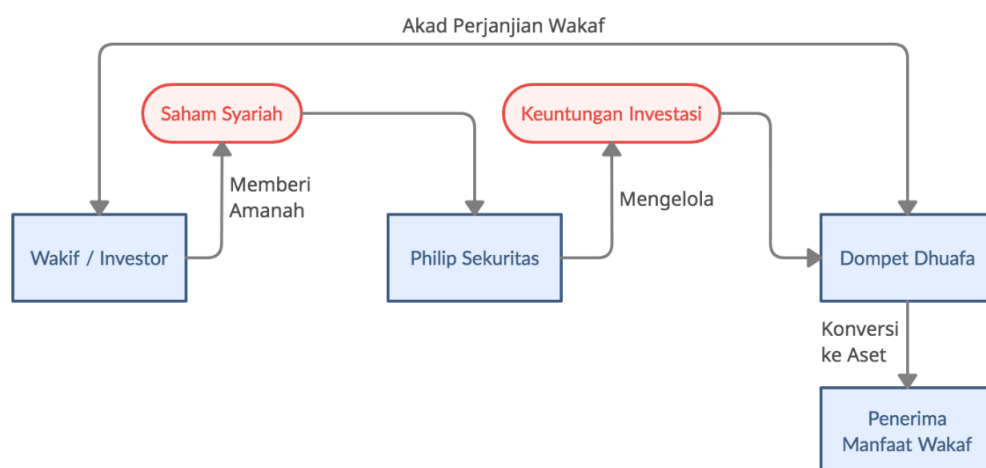 Akad Perjanjian Wakaf
Saham Syariah
Keuntungan Investasi
Memberi
Amanah
Mengelola
Wakif / Investor
Philip Sekuritas
Dompet Dhuafa
Konversi
ke Aset
Penerima
Manfaat Wakaf